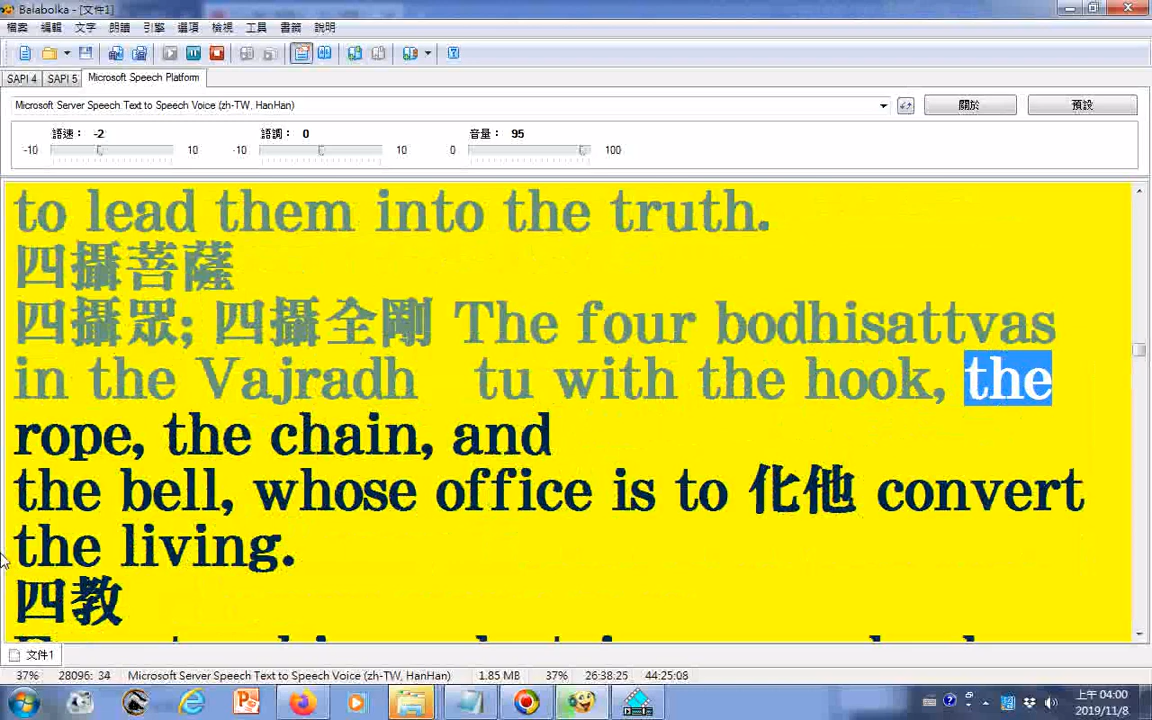 Balabolka - [文件1]
檔案 編輯 文字 朗讀 引擎 選項 檢視 工具 書籤 說明
SAPI 4 SAPI 5 Microsoft Speech Platform
Microsoft Server Speech Text to Speech Voice (zh-TW, HanHan) 關於 預設
語速： -2 語調： 0 音量： 95
-10 10 -10 10 0 100
to lead them into the truth.
四攝菩薩
四攝眾; 四攝全剛 The four bodhisattvas
in the Vajradh tu with the hook, the
rope, the chain, and
the bell, whose office is to 化他 convert
the living.
四教
文件1
37% 28096: 34 Microsoft Server Speech Text to Speech Voice (zh-TW, HanHan) 1.85 MB 37% 26:38:25 44:25:08
上午 04:00
2019/11/8